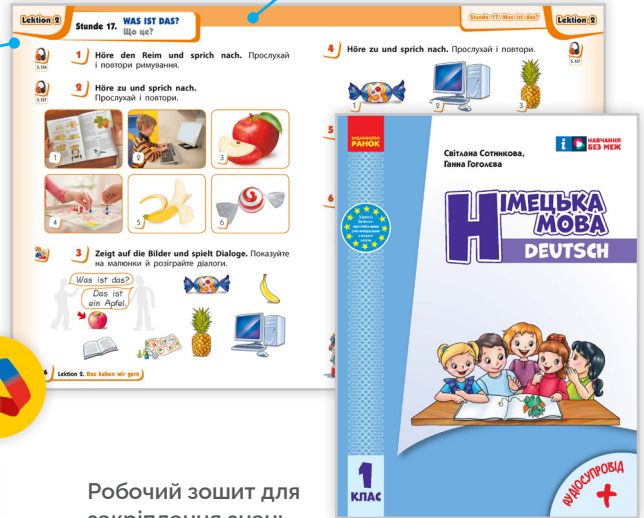 Lektion 2
Stunde 17. WAS IST DAS?
Що це?
1 Höre den Reim und sprich nach. Прослухай
і повтори римування.
2 Höre zu und sprich nach.
Прослухай і повтори.
1
2
3
4
5
6
3 Zeigt auf die Bilder und spielt Dialoge. Показуйте
на малюнки й розіграйте діалоги.
Was ist das?
Das ist
ein Apfel.
Lektion 2. Das haben wir gern
Stunde 17. Was ist das?
Lektion 2
4 Höre zu und sprich nach. Прослухай і повтори.
S. 137
1
2
3
5
6
ВИДАВНИЦТВО
РАНОК
НАВЧАННЯ
БЕЗ МЕЖ
Світлана Сотникова,
Ганна Гоголєва
НІМЕЦЬКА
МОВА
DEUTSCH
1
КЛАС
АУДІОСУПРОВІД
+
Робочий зошит для
закріплення знань